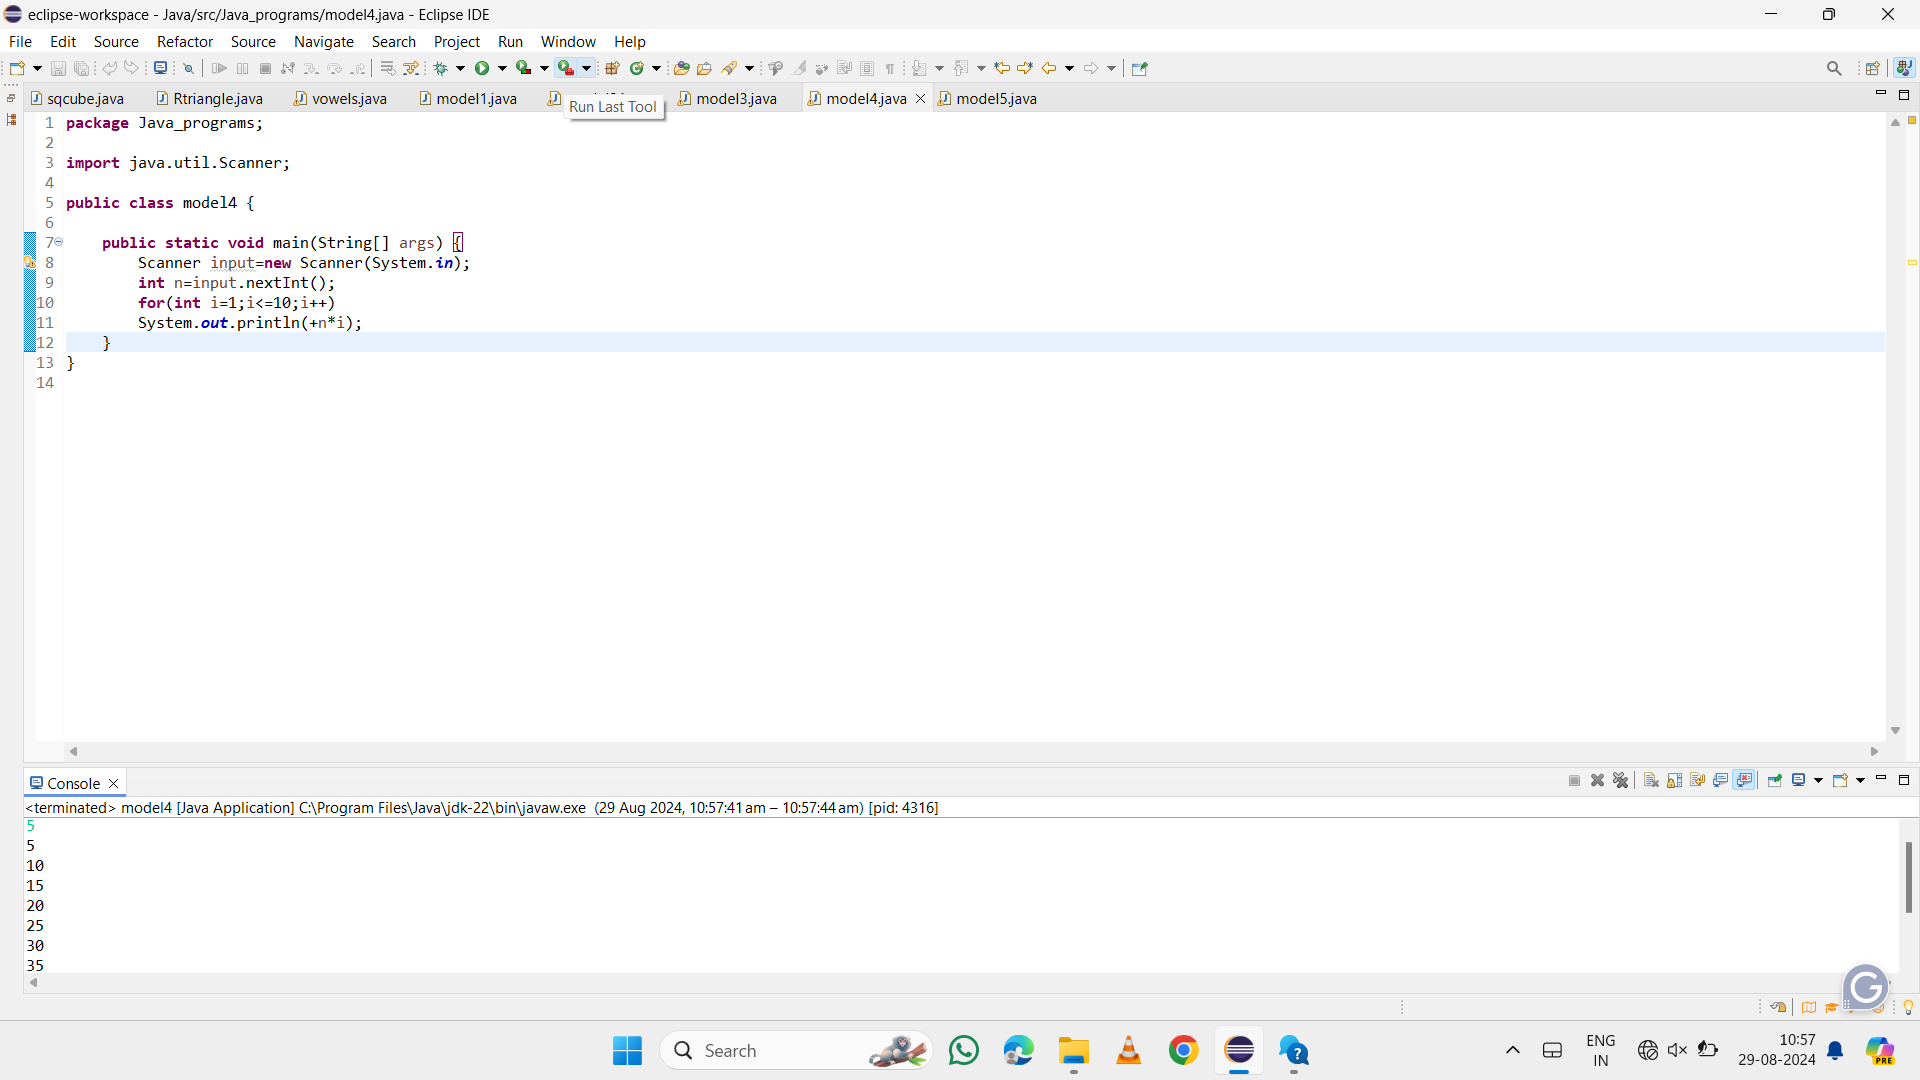 eclipse-workspace - Java/src/Java_programs/model4.java - Eclipse IDE
File Edit Source Refactor Source Navigate Search Project Run Window Help
sqcube.java Rtriangle.java vowels.java model1.java model3.java model4.java model5.java
Run Last Tool
1 package Java_programs;
2
3 import java.util.Scanner;
4
5 public class model4 {
6
7 public static void main(String[] args) {
8 Scanner input=new Scanner(System.in);
9 int n=input.nextInt();
10 for(int i=1;i<=10;i++)
11 System.out.println(+n*i);
12 }
13 }
14
Console
<terminated> model4 [Java Application] C:\Program Files\Java\jdk-22\bin\javaw.exe (29 Aug 2024, 10:57:41 am – 10:57:44 am) [pid: 4316]
5
5
10
15
20
25
30
35
G
Search
ENG
IN
10:57
29-08-2024
PRE